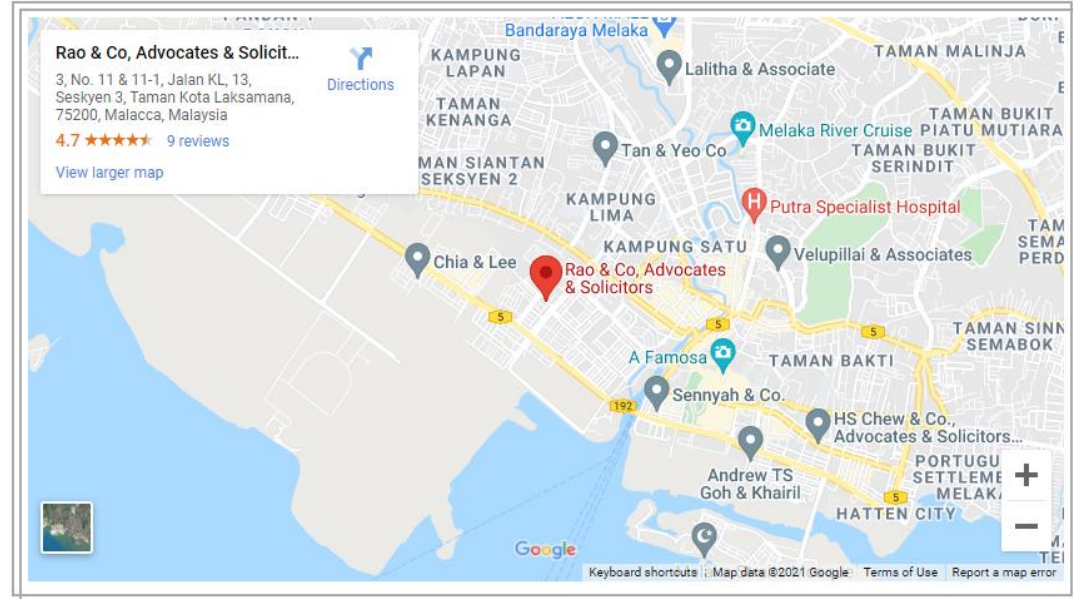 Bandaraya Melaka
Rao & Co, Advocates & Solicit...
3, No. 11 & 11-1, Jalan KL, 13,
Seskyen 3, Taman Kota Laksamana,
75200, Malacca, Malaysia
4.7
9 reviews
View larger map
Directions
KAMPUNG
LAPAN
TAMAN
KENANGA
MAN SIANTAN
SEKSYEN 2
Lalitha & Associate
TAMAN MALINJA
TAMAN BUKIT
PIATU MUTIARA
Melaka River Cruise
Tan & Yeo Co
TAMAN BUKIT
SERINDIT
KAMPUNG
LIMA
H
Putra Specialist Hospital
TAM
SEMA
PERD
KAMPUNG SATU
Velupillai & Associates
Chia & Lee
Rao & Co, Advocates
& Solicitors
5
5
5
TAMAN SINN
SEMABOK
A Famosa
TAMAN BAKTI
Sennyah & Co.
192
HS Chew & Co.,
Advocates & Solicitors...
Andrew TS
Goh & Khairil
PORTUGU
SETTLEME
MELAKA
5
HATTEN CITY
+
−
Google
Keyboard shortcuts
Map data ©2021 Google
Terms of Use
Report a map error